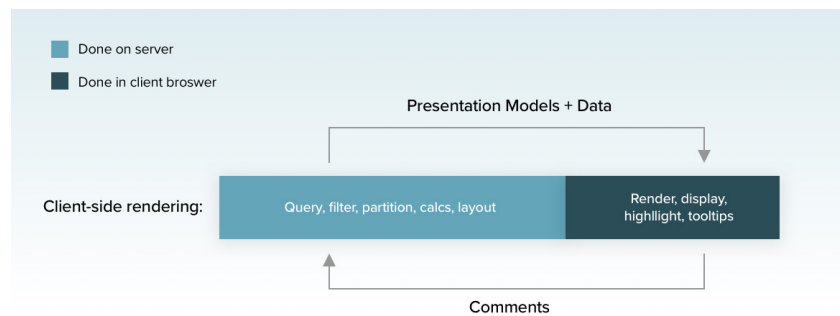 Done on server
Done in client broswer
Presentation Models + Data
Client-side rendering:
Query, filter, partition, calcs, layout
Render, display,
highllight, tooltips
Comments